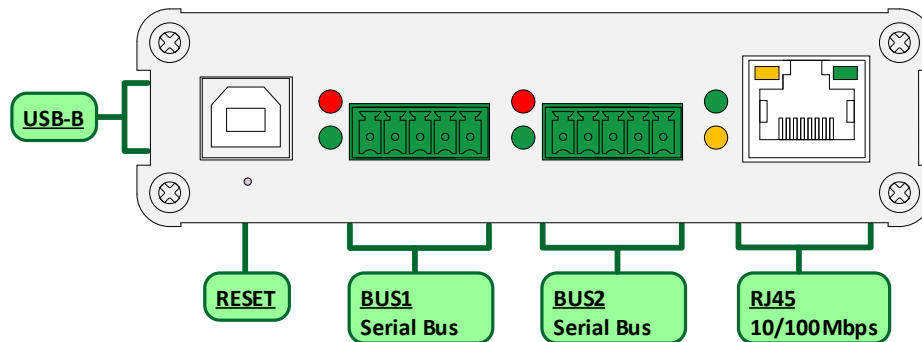 USB-B
RESET
BUS1
Serial Bus
BUS2
Serial Bus
RJ45
10/100Mbps